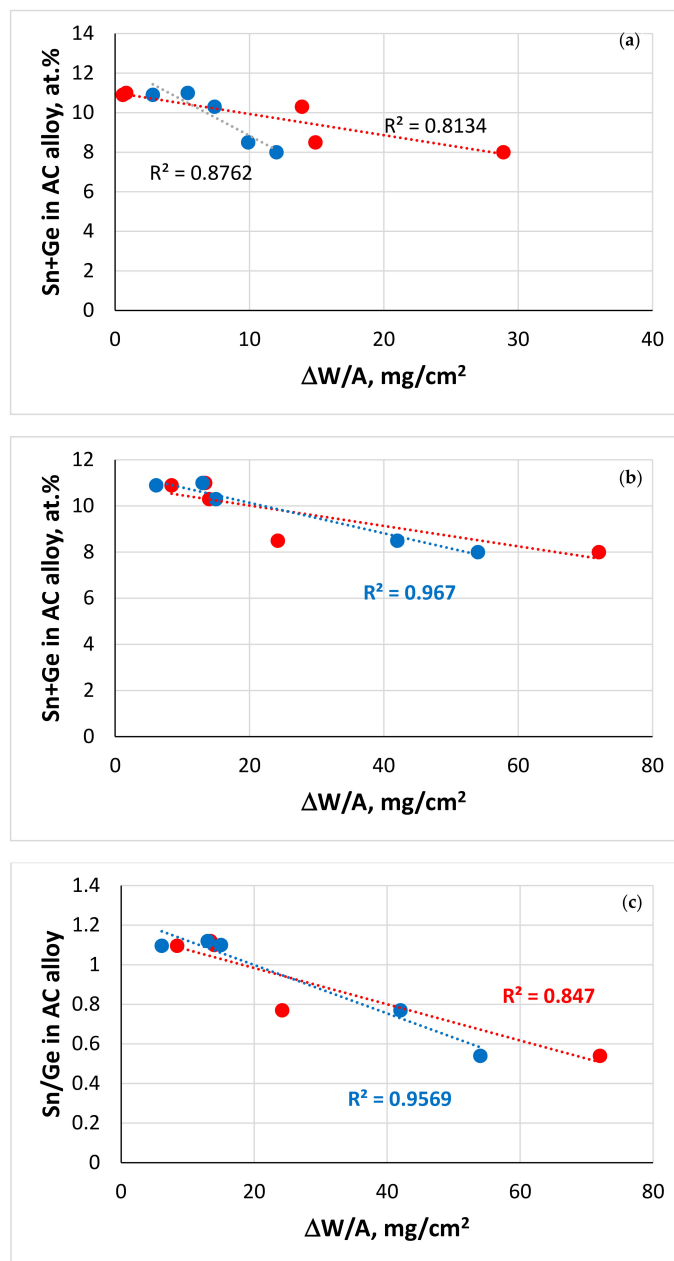 (a)
Sn+Ge in AC alloy, at.%
14
12
10
8
6
4
2
0
R² = 0.8134
R² = 0.8762
0 10 20 30 40
ΔW/A, mg/cm²
(b)
Sn+Ge in AC alloy, at.%
12
10
8
6
4
2
0
R² = 0.967
0 20 40 60 80
ΔW/A, mg/cm²
(c)
Sn/Ge in AC alloy
1.4
1.2
1
0.8
0.6
0.4
0.2
0
R² = 0.847
R² = 0.9569
0 20 40 60 80
ΔW/A, mg/cm²